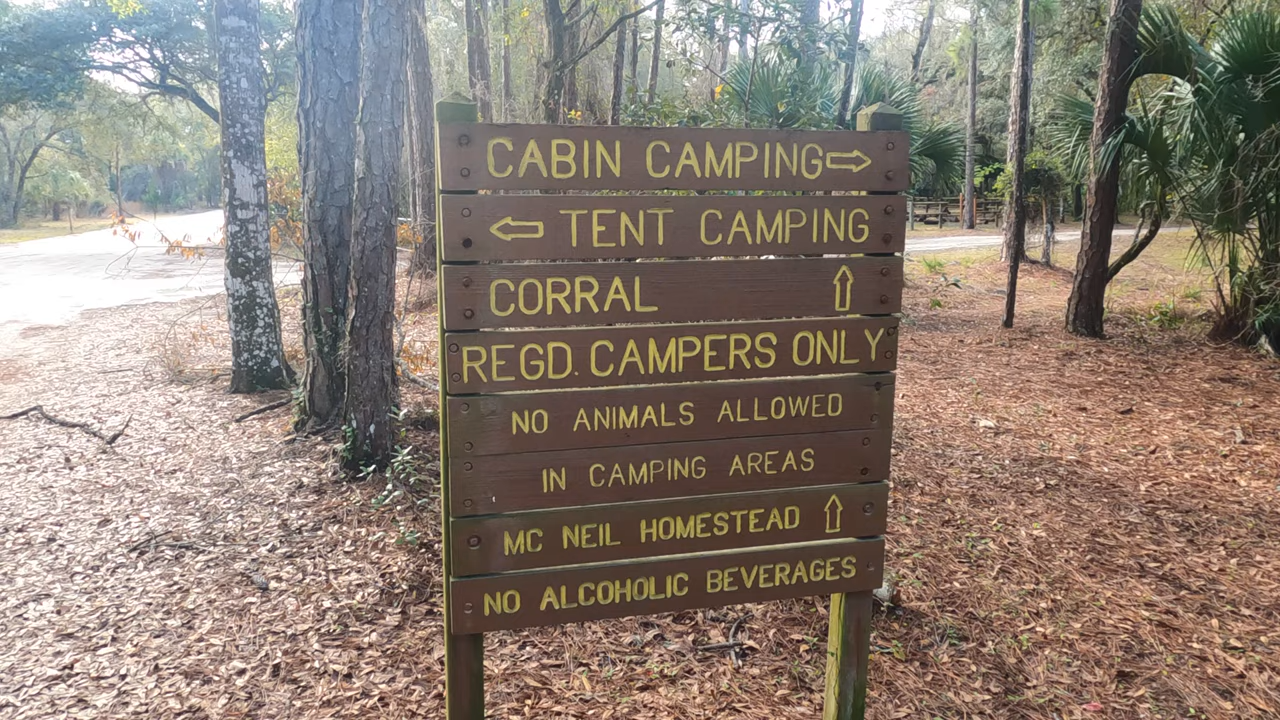 CABIN CAMPING ⇨
⇦ TENT CAMPING
CORRAL ⇧
REGD. CAMPERS ONLY
NO ANIMALS ALLOWED
IN CAMPING AREAS
MC NEIL HOMESTEAD ⇧
NO ALCOHOLIC BEVERAGES